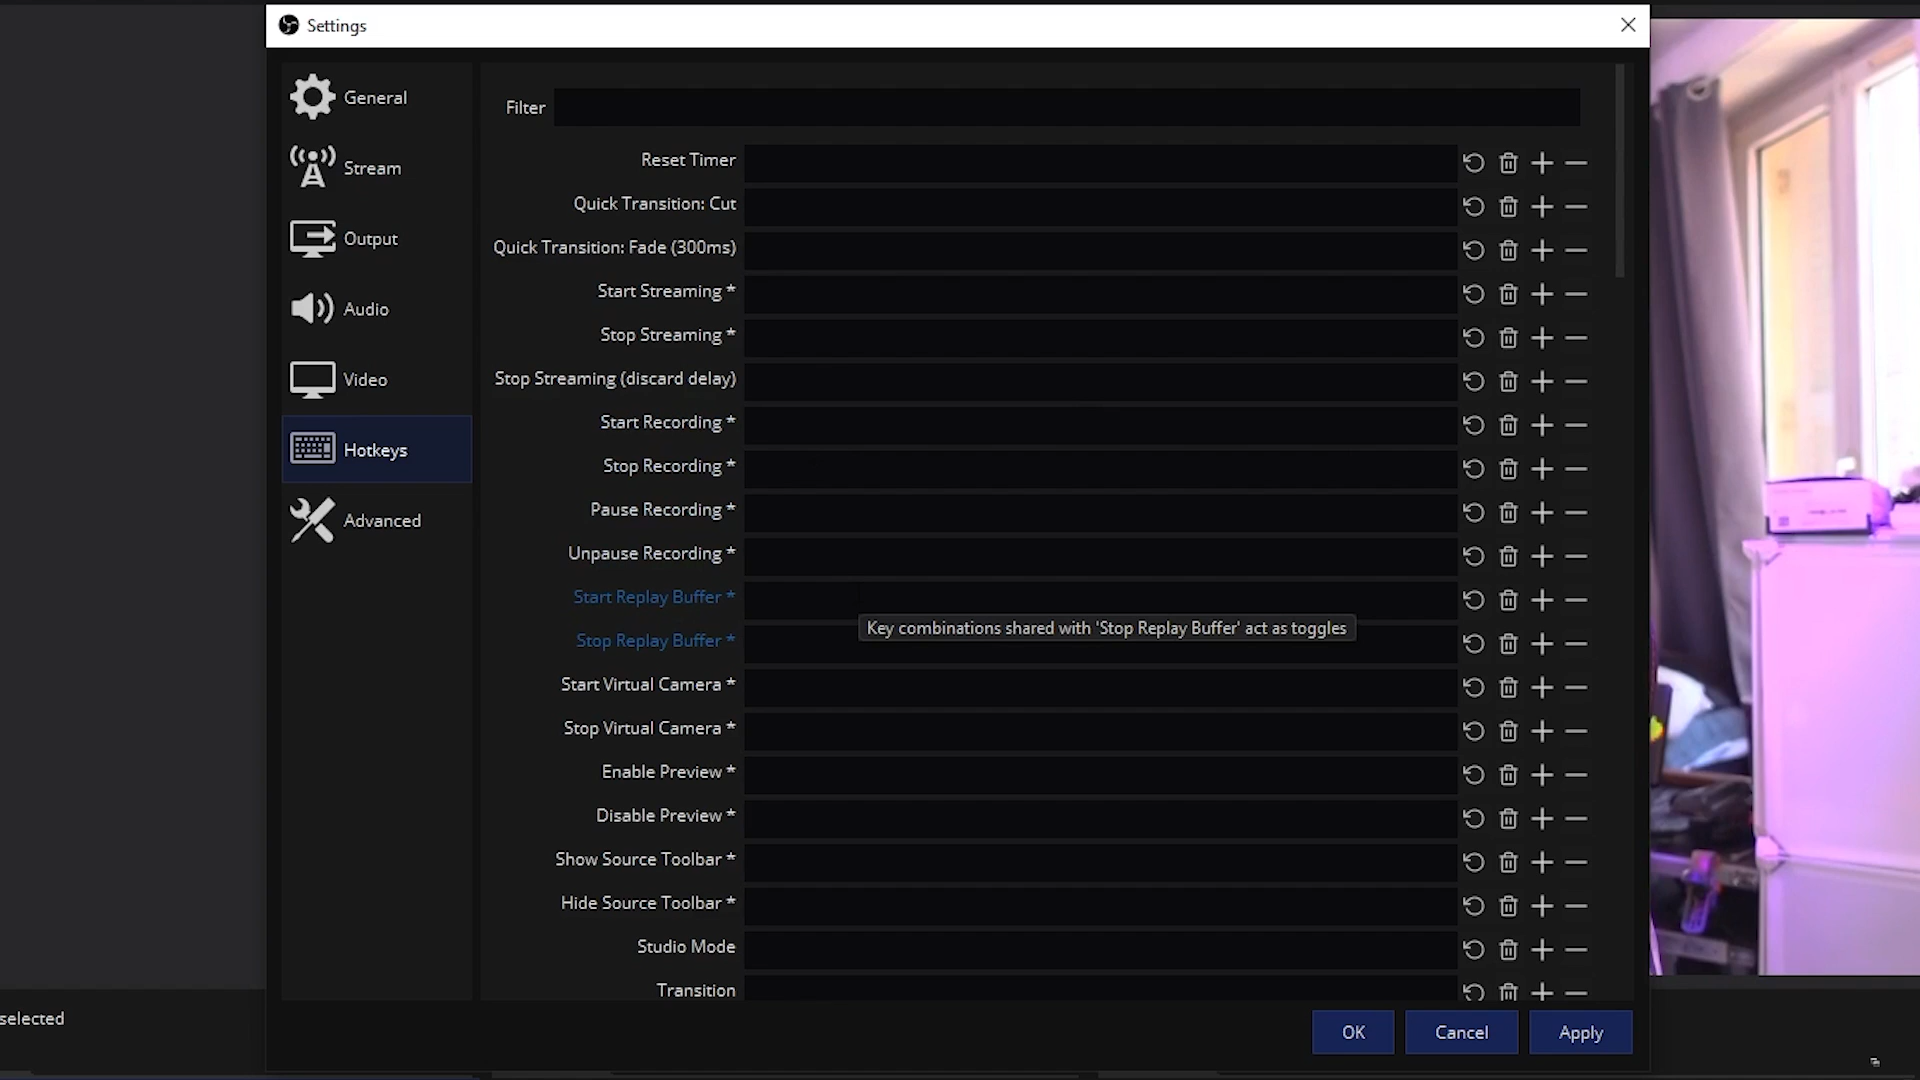 Settings
General
Stream
Output
Audio
Video
Hotkeys
Advanced
Filter
Reset Timer
Quick Transition: Cut
Quick Transition: Fade (300ms)
Start Streaming *
Stop Streaming *
Stop Streaming (discard delay)
Start Recording *
Stop Recording *
Pause Recording *
Unpause Recording *
Start Replay Buffer *
Key combinations shared with 'Stop Replay Buffer' act as toggles
Stop Replay Buffer *
Start Virtual Camera *
Stop Virtual Camera *
Enable Preview *
Disable Preview *
Show Source Toolbar *
Hide Source Toolbar *
Studio Mode
Transition
selected
OK
Cancel
Apply